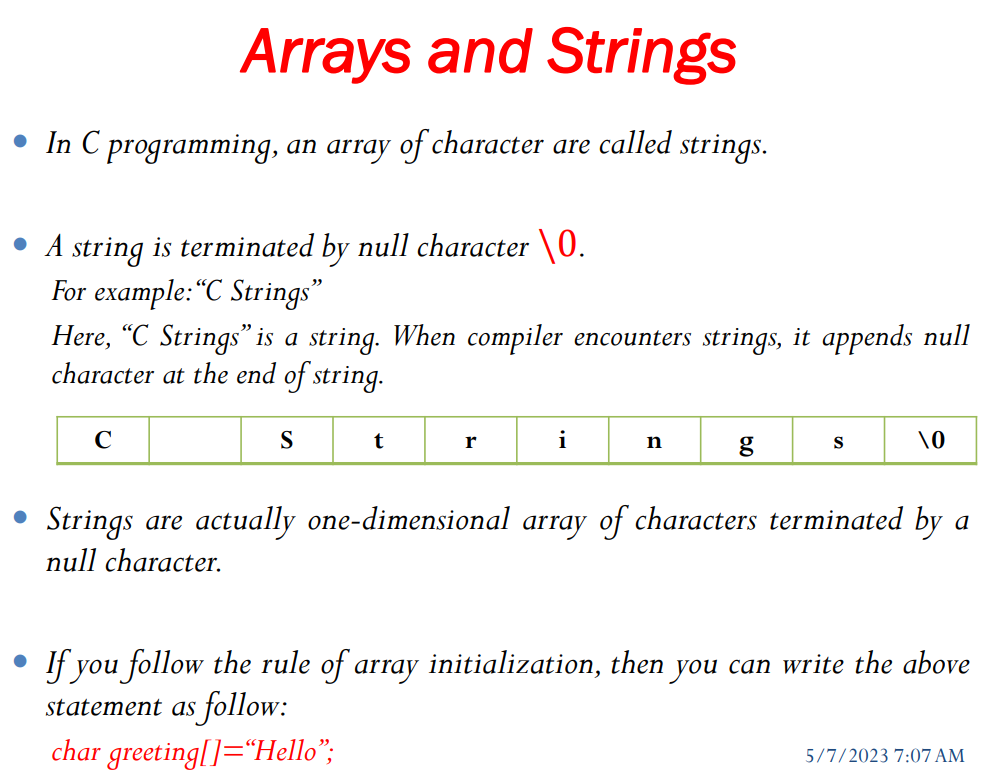 Arrays and Strings
• In C programming, an array of character are called strings.
• A string is terminated by null character \0.
For example:“C Strings”
Here, “C Strings” is a string. When compiler encounters strings, it appends null
character at the end of string.
C S t r i n g s \0
• Strings are actually one-dimensional array of characters terminated by a
null character.
• If you follow the rule of array initialization, then you can write the above
statement as follow:
char greeting[]=“Hello”;
5/7/2023 7:07 AM